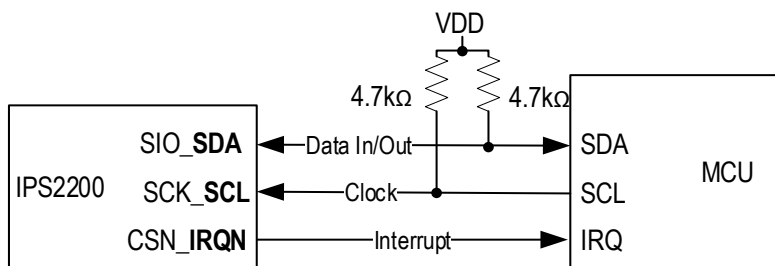 VDD
4.7kΩ 4.7kΩ
SIO_SDA Data In/Out SDA
IPS2200 MCU
SCK_SCL Clock SCL
CSN_IRQN Interrupt IRQ